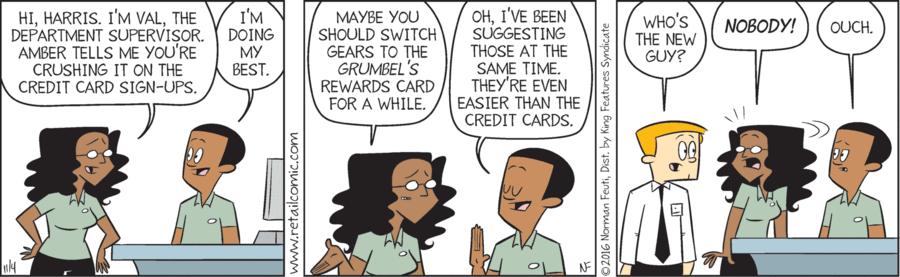 HI, HARRIS. I'M VAL, THE
DEPARTMENT SUPERVISOR.
AMBER TELLS ME YOU'RE
CRUSHING IT ON THE
CREDIT CARD SIGN-UPS.
I'M
DOING
MY
BEST.
11/4
www.retailcomic.com
MAYBE YOU
SHOULD SWITCH
GEARS TO THE
GRUMBEL'S
REWARDS CARD
FOR A WHILE.
OH, I'VE BEEN
SUGGESTING
THOSE AT THE
SAME TIME.
THEY'RE EVEN
EASIER THAN THE
CREDIT CARDS.
NF
© 2016 Norman Feuti, Dist. by King Features Syndicate
WHO'S
THE NEW
GUY?
NOBODY!
OUCH.